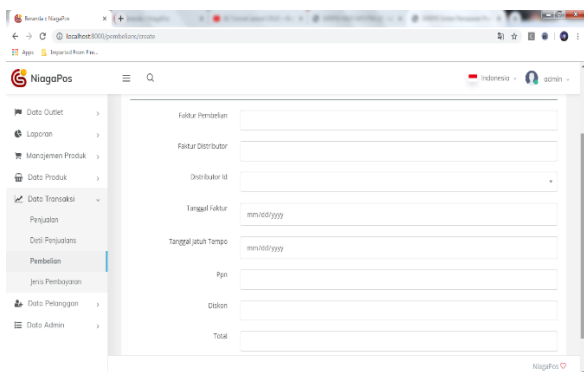 Beranda « NiagaPos
localhost:8000/pembelians/create
Apps
NiagaPos
Indonesia
admin
Data Outlet
Laporan
Manajemen Produk
Data Produk
Data Transaksi
Penjualan
Detil Penjualans
Pembelian
Jenis Pembayaran
Data Pelanggan
Data Admin
Faktur Pembelian
Faktur Distributor
Distributor Id
Tanggal Faktur
mm/dd/yyyy
Tanggal Jatuh Tempo
mm/dd/yyyy
Ppn
Diskon
Total
NiagaPos